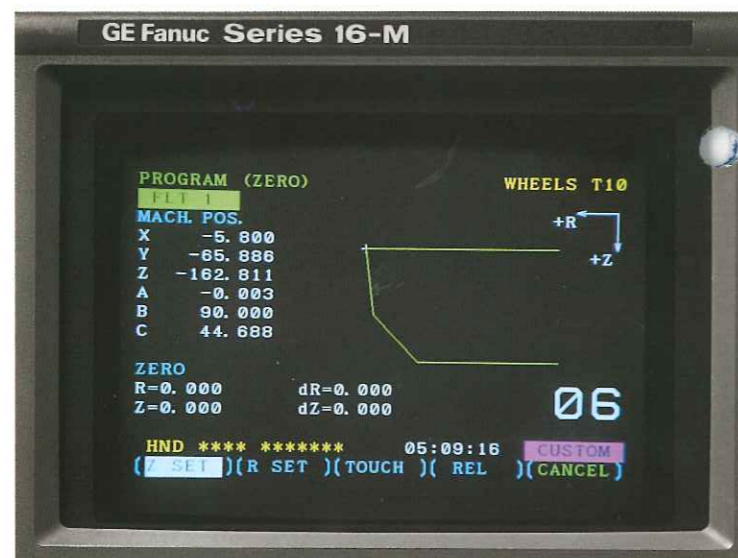 GE Fanuc Series 16-M
PROGRAM (ZERO)
WHEELS T10
FLT 1
MACH. POS.
+R
X -5.800
+Z
Y -65.886
Z -162.811
A -0.003
B 90.000
C 44.688
ZERO
R=0.000 dR=0.000
Z=0.000 dZ=0.000
06
HND **** ******* 05:09:16 CUSTOM
(Z SET )(R SET )(TOUCH )( REL )(CANCEL)